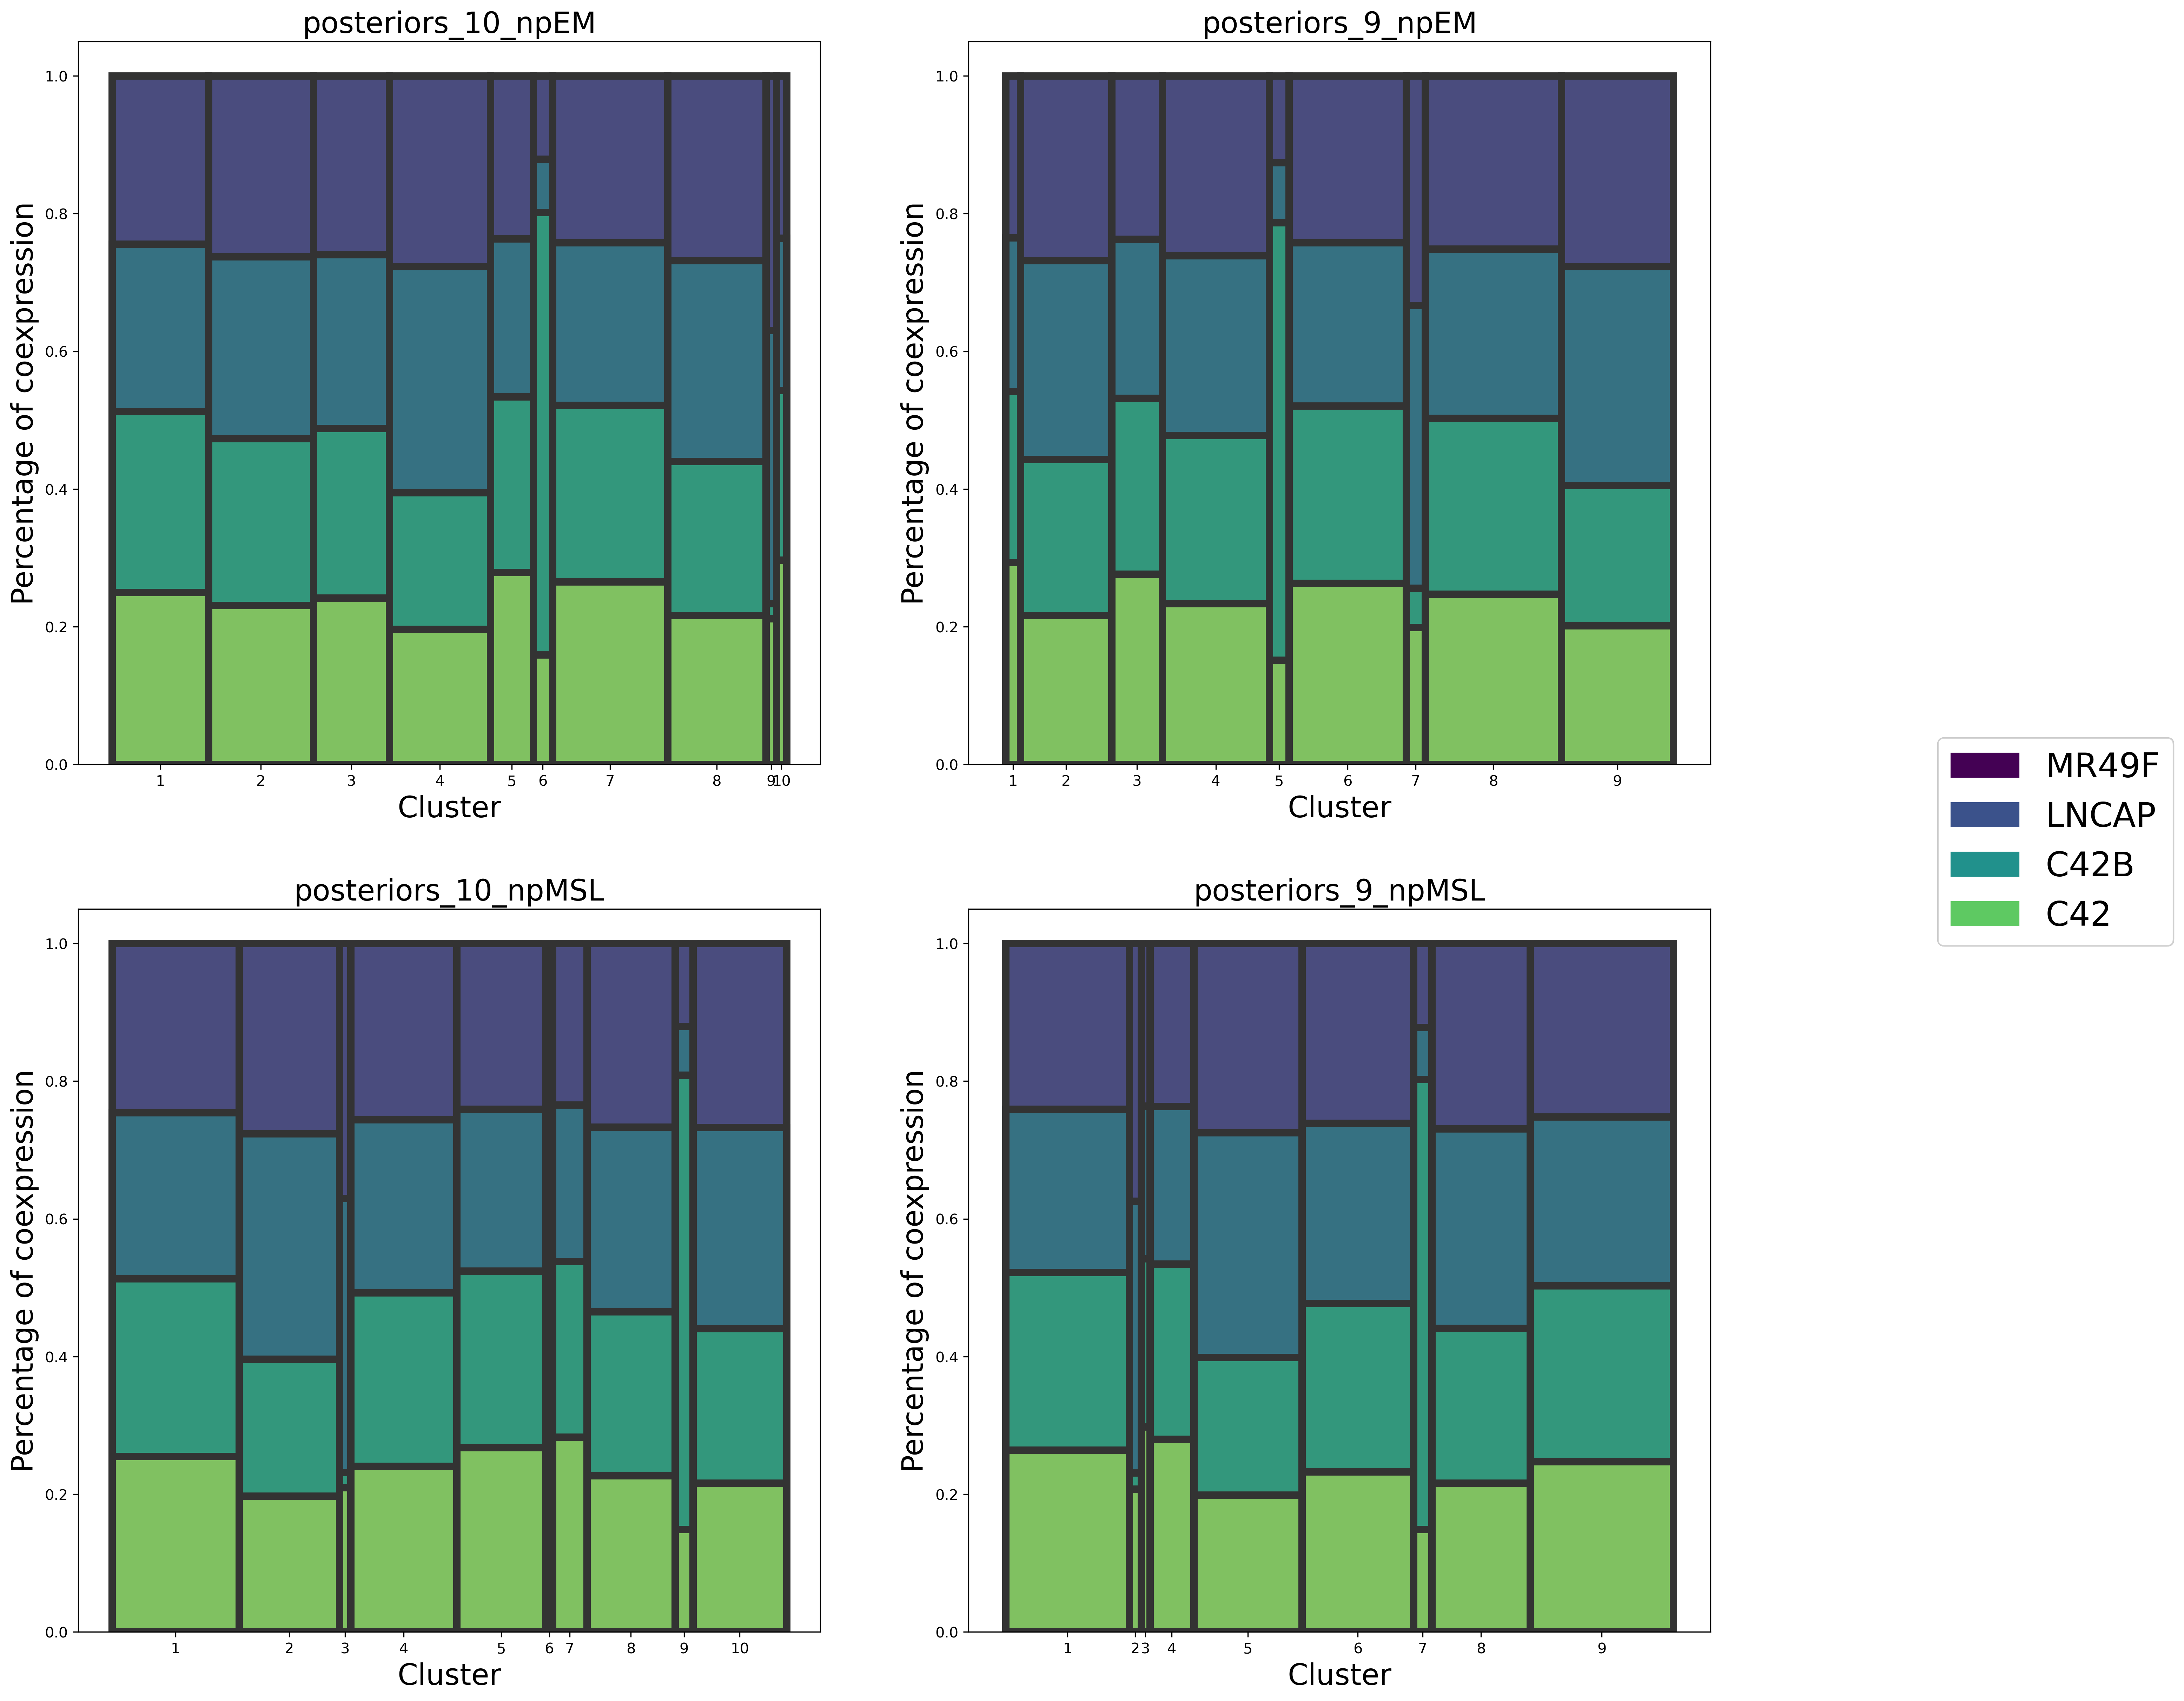 posteriors_10_npEM
Percentage of coexpression
1.0
0.8
0.6
0.4
0.2
0.0
1 2 3 4 5 6 7 8 9 10
Cluster
posteriors_9_npEM
Percentage of coexpression
1.0
0.8
0.6
0.4
0.2
0.0
1 2 3 4 5 6 7 8 9
Cluster
MR49F
LNCAP
C42B
C42
posteriors_10_npMSL
Percentage of coexpression
1.0
0.8
0.6
0.4
0.2
0.0
1 2 3 4 5 6 7 8 9 10
Cluster
posteriors_9_npMSL
Percentage of coexpression
1.0
0.8
0.6
0.4
0.2
0.0
1 2 3 4 5 6 7 8 9
Cluster